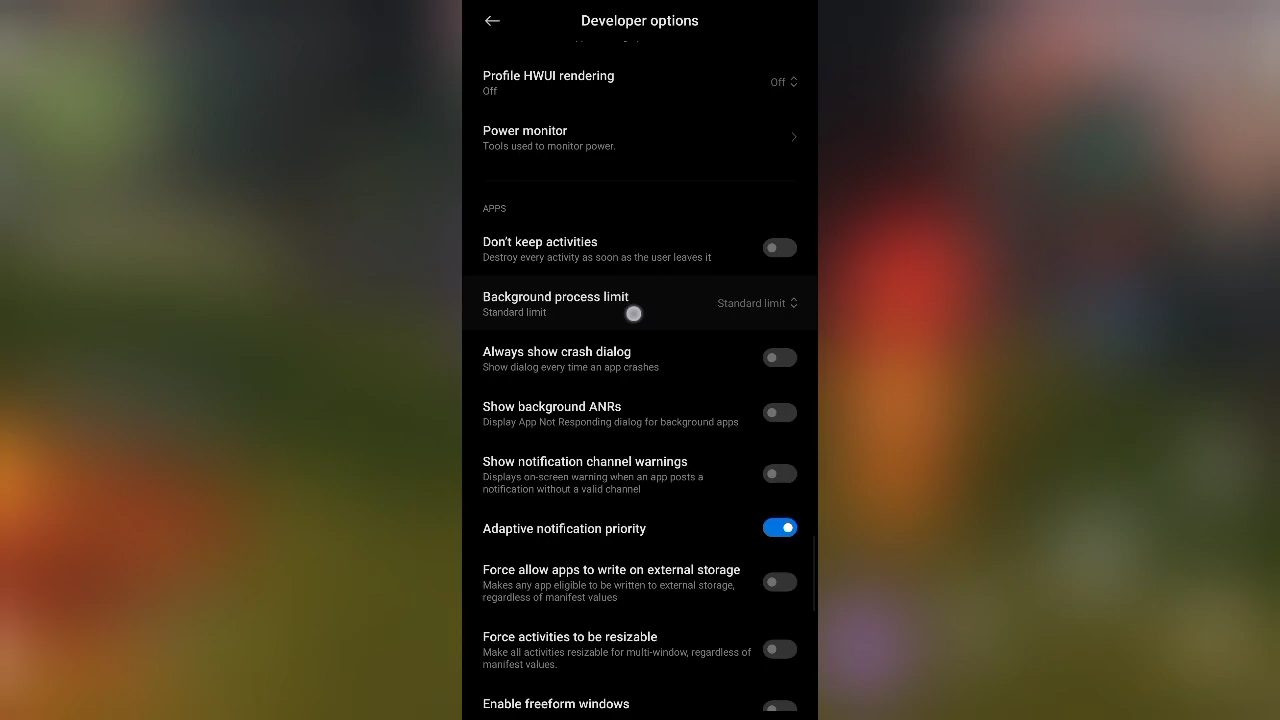 Developer options
Profile HWUI rendering
Off
Off
Power monitor
Tools used to monitor power.
APPS
Don't keep activities
Destroy every activity as soon as the user leaves it
Background process limit
Standard limit
Standard limit
Always show crash dialog
Show dialog every time an app crashes
Show background ANRs
Display App Not Responding dialog for background apps
Show notification channel warnings
Displays on-screen warning when an app posts a
notification without a valid channel
Adaptive notification priority
Force allow apps to write on external storage
Makes any app eligible to be written to external storage,
regardless of manifest values
Force activities to be resizable
Make all activities resizable for multi-window, regardless of
manifest values.
Enable freeform windows